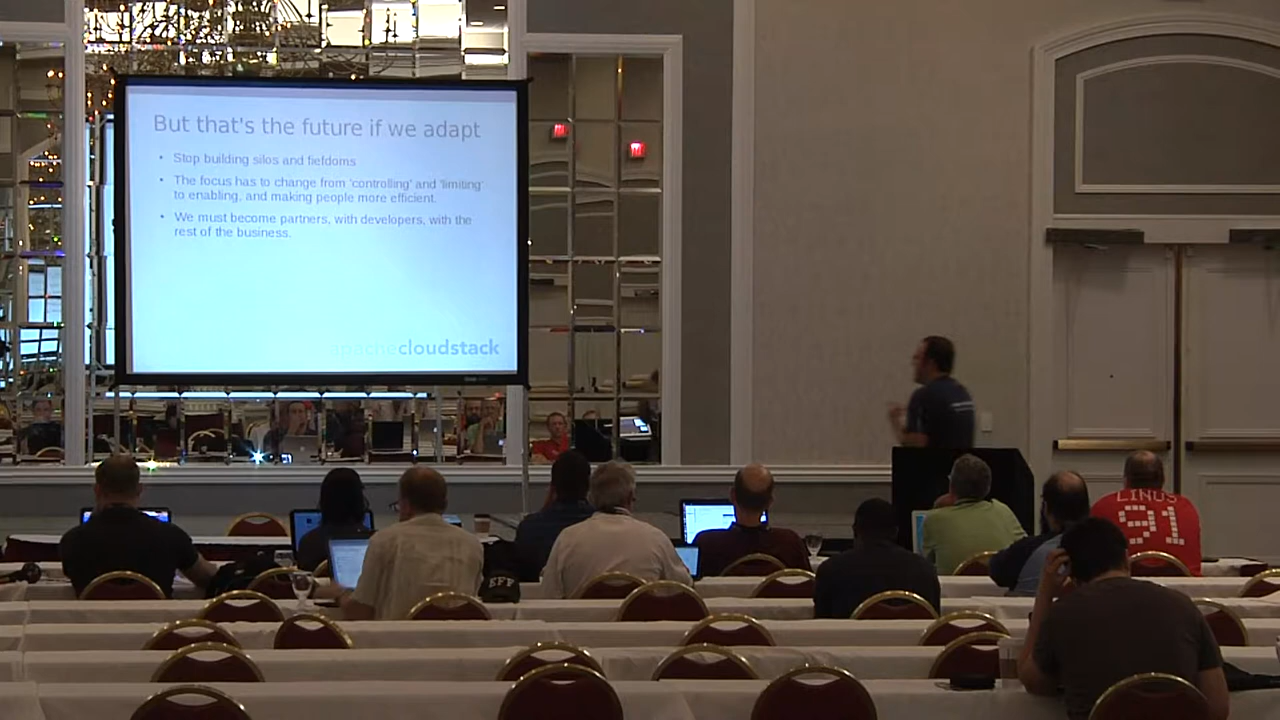 But that's the future if we adapt
• Stop building silos and fiefdoms
• The focus has to change from 'controlling' and 'limiting'
to enabling, and making people more efficient.
• We must become partners, with developers, with the
rest of the business.
apachecloudstack
LINUS
91
EFF